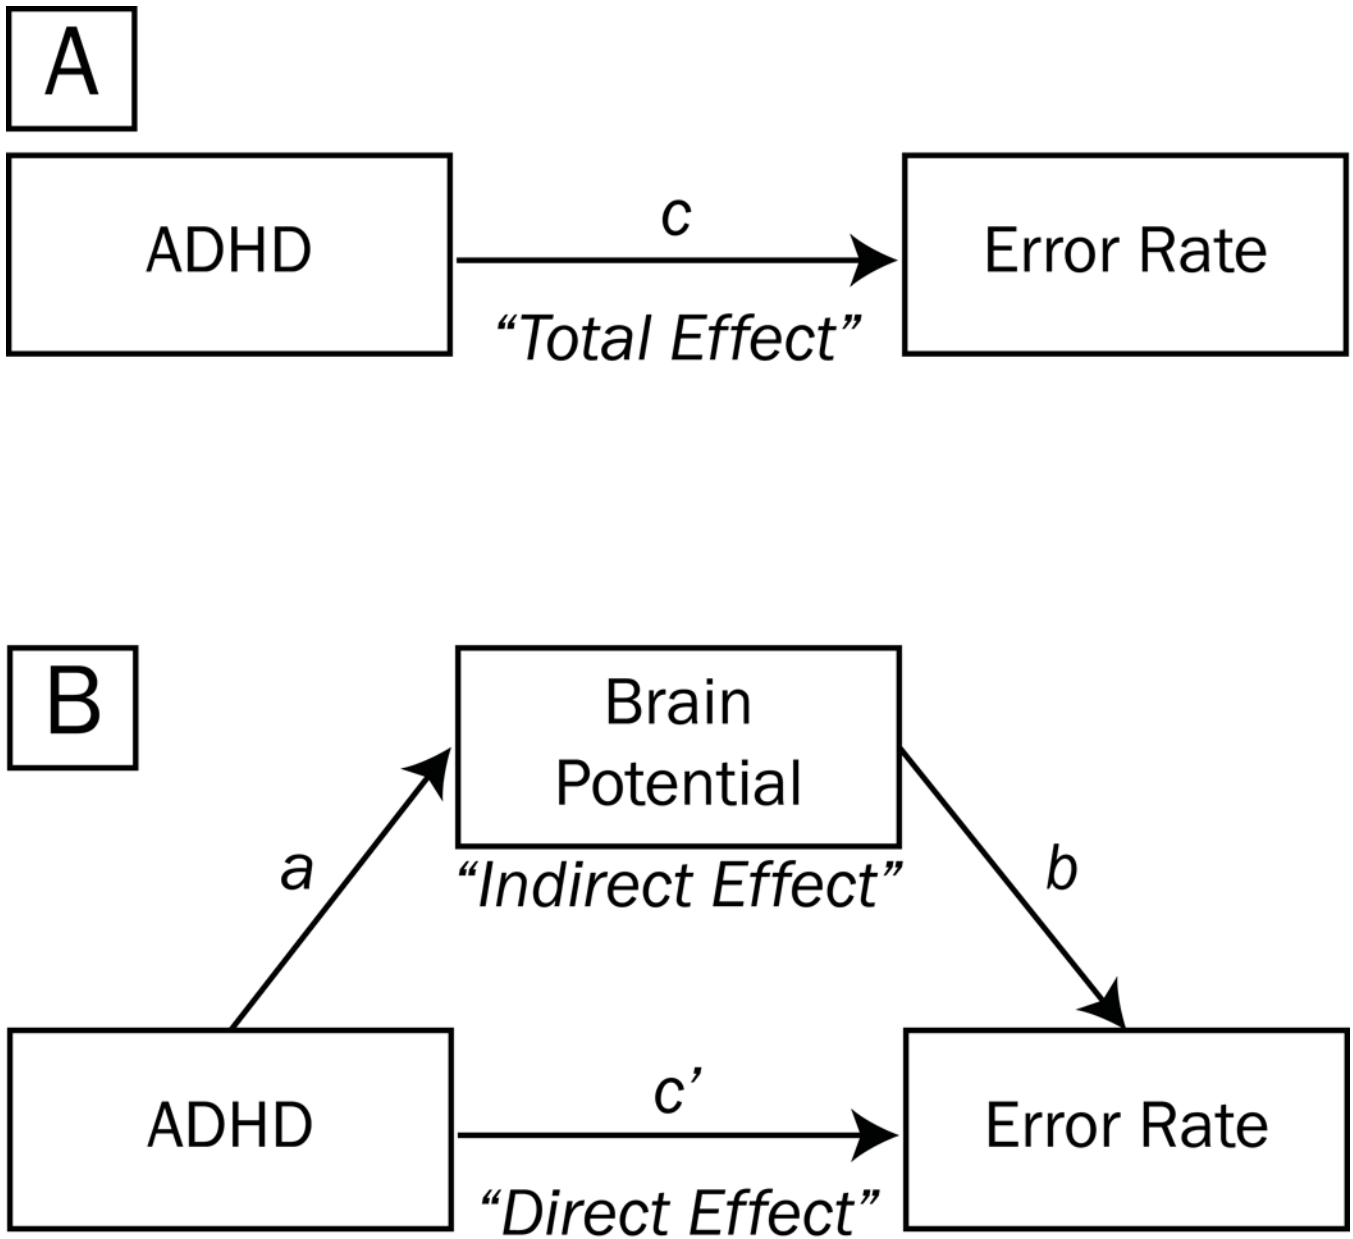 A
ADHD
c
Error Rate
“Total Effect”
B
Brain
Potential
a
“Indirect Effect”
b
ADHD
c’
Error Rate
“Direct Effect”